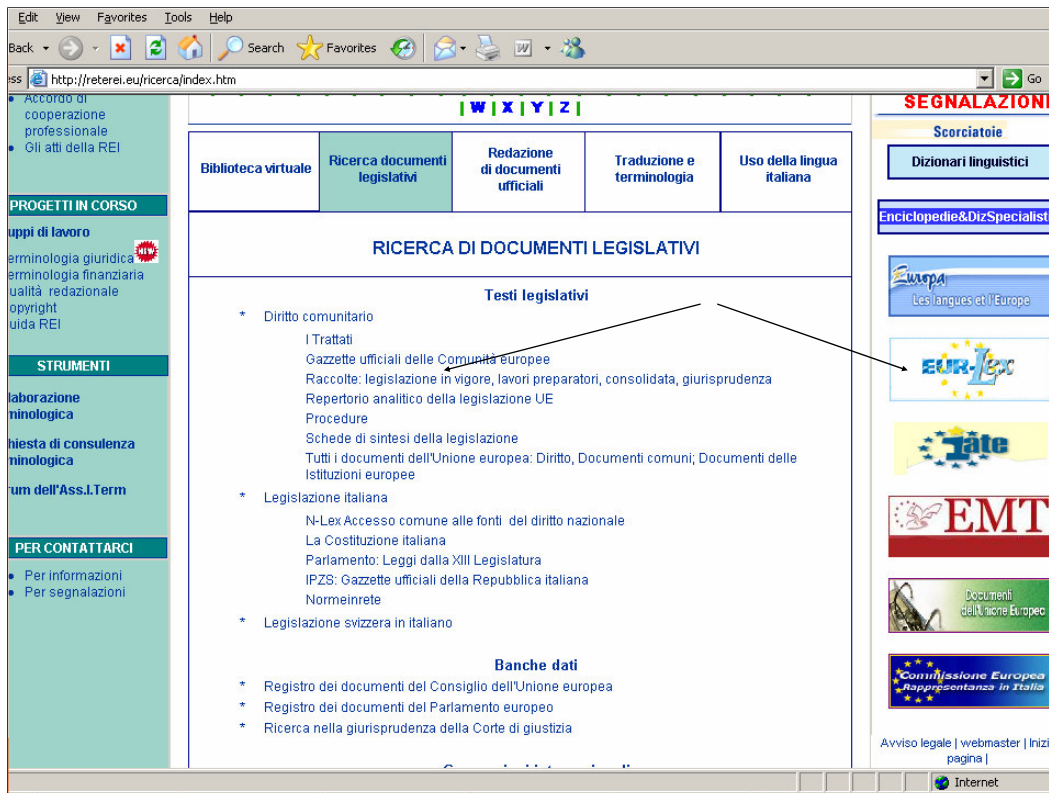 Edit View Favorites Tools Help
Back Search Favorites
ess http://reterei.eu/ricerca/index.htm Go
Accordo di
cooperazione
professionale
Gli atti della REI
PROGETTI IN CORSO
uppi di lavoro
erminologia giuridica NEW
erminologia finanziaria
ualità redazionale
opyright
uida REI
STRUMENTI
laborazione
minologica
hiesta di consulenza
minologica
rum dell'Ass.I.Term
PER CONTATTARCI
Per informazioni
Per segnalazioni
| W | X | Y | Z |
Biblioteca virtuale
Ricerca documenti
legislativi
Redazione
di documenti
ufficiali
Traduzione e
terminologia
Uso della lingua
italiana
RICERCA DI DOCUMENTI LEGISLATIVI
Testi legislativi
* Diritto comunitario
I Trattati
Gazzette ufficiali delle Comunità europee
Raccolte: legislazione in vigore, lavori preparatori, consolidata, giurisprudenza
Repertorio analitico della legislazione UE
Procedure
Schede di sintesi della legislazione
Tutti i documenti dell'Unione europea: Diritto, Documenti comuni; Documenti delle
Istituzioni europee
* Legislazione italiana
N-Lex Accesso comune alle fonti del diritto nazionale
La Costituzione italiana
Parlamento: Leggi dalla XIII Legislatura
IPZS: Gazzette ufficiali della Repubblica italiana
Normeinrete
* Legislazione svizzera in italiano
Banche dati
* Registro dei documenti del Consiglio dell'Unione europea
* Registro dei documenti del Parlamento europeo
* Ricerca nella giurisprudenza della Corte di giustizia
SEGNALAZIONI
Scorciatoie
Dizionari linguistici
Enciclopedie&DizSpecialisti
Europa
Les langues et l'Europe
EUR-Lex
iate
EMT
Documenti
dell'Unione Europea
Commissione Europea
Rappresentanza in Italia
Avviso legale | webmaster | Inizi
pagina |
Internet